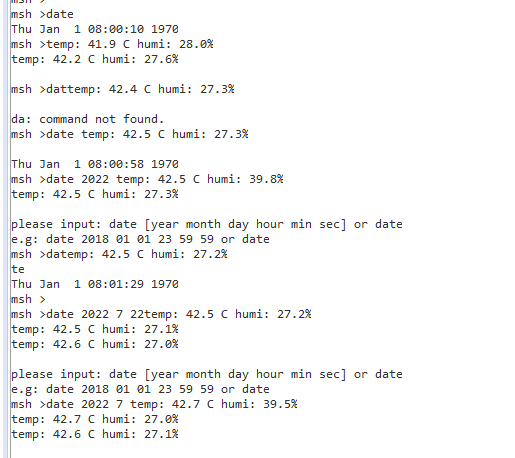 msh >
msh >date
Thu Jan  1 08:00:10 1970
msh >temp: 41.9 C humi: 28.0%
temp: 42.2 C humi: 27.6%
msh >dattemp: 42.4 C humi: 27.3%
da: command not found.
msh >date temp: 42.5 C humi: 27.3%
Thu Jan  1 08:00:58 1970
msh >date 2022 temp: 42.5 C humi: 39.8%
temp: 42.5 C humi: 27.3%
please input: date [year month day hour min sec] or date
e.g: date 2018 01 01 23 59 59 or date
msh >datemp: 42.5 C humi: 27.2%
te
Thu Jan  1 08:01:29 1970
msh >
msh >date 2022 7 22temp: 42.5 C humi: 27.2%
temp: 42.5 C humi: 27.1%
temp: 42.6 C humi: 27.0%
please input: date [year month day hour min sec] or date
e.g: date 2018 01 01 23 59 59 or date
msh >date 2022 7 temp: 42.7 C humi: 39.5%
temp: 42.7 C humi: 27.0%
temp: 42.6 C humi: 27.1%